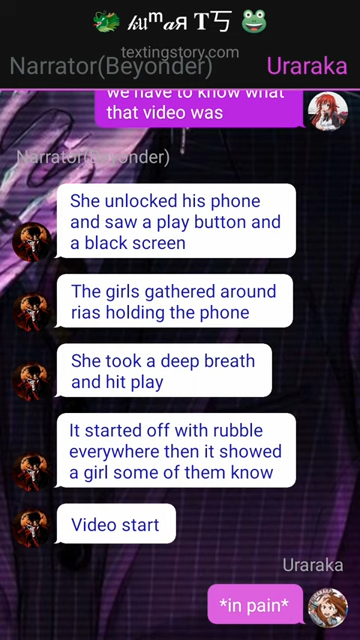 𝓀𝓊ᵐ𝒶я T丂
textingstory.com
Narrator(Beyonder) Uraraka
we have to know what
that video was
Narrator(Beyonder)
She unlocked his phone
and saw a play button and
a black screen
The girls gathered around
rias holding the phone
She took a deep breath
and hit play
It started off with rubble
everywhere then it showed
a girl some of them know
Video start
Uraraka
*in pain*